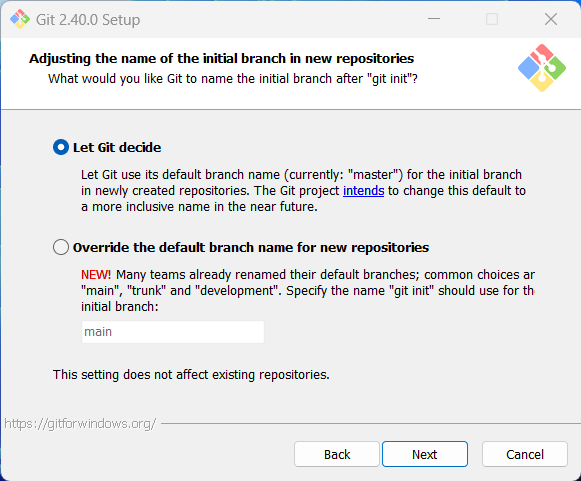 Git 2.40.0 Setup
Adjusting the name of the initial branch in new repositories
What would you like Git to name the initial branch after "git init"?
Let Git decide
Let Git use its default branch name (currently: "master") for the initial branch
in newly created repositories. The Git project intends to change this default to
a more inclusive name in the near future.
Override the default branch name for new repositories
NEW! Many teams already renamed their default branches; common choices ar
"main", "trunk" and "development". Specify the name "git init" should use for the
initial branch:
main
This setting does not affect existing repositories.
https://gitforwindows.org/
Back
Next
Cancel